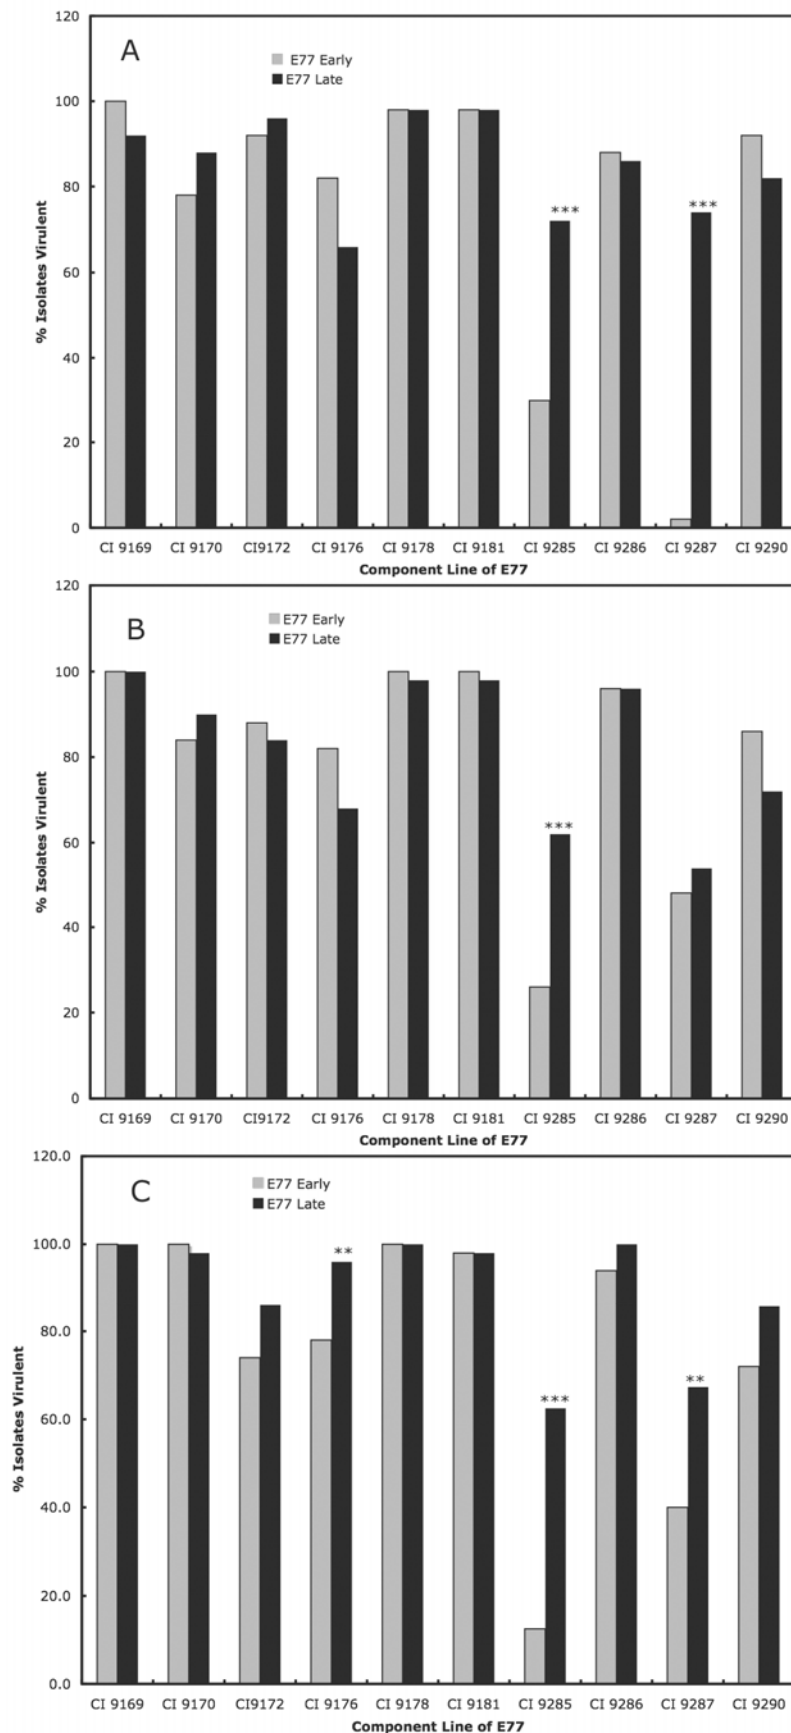 A
E77 Early
E77 Late
120
100
80
60
40
20
0
% Isolates Virulent
***
***
CI 9169 CI 9170 CI9172 CI 9176 CI 9178 CI 9181 CI 9285 CI 9286 CI 9287 CI 9290
Component Line of E77
B
E77 Early
E77 Late
120
100
80
60
40
20
0
% Isolates Virulent
***
CI 9169 CI 9170 CI9172 CI 9176 CI 9178 CI 9181 CI 9285 CI 9286 CI 9287 CI 9290
Component Line of E77
C
E77 Early
E77 Late
120.0
100.0
80.0
60.0
40.0
20.0
0.0
% Isolates Virulent
**
***
**
CI 9169 CI 9170 CI9172 CI 9176 CI 9178 CI 9181 CI 9285 CI 9286 CI 9287 CI 9290
Component Line of E77